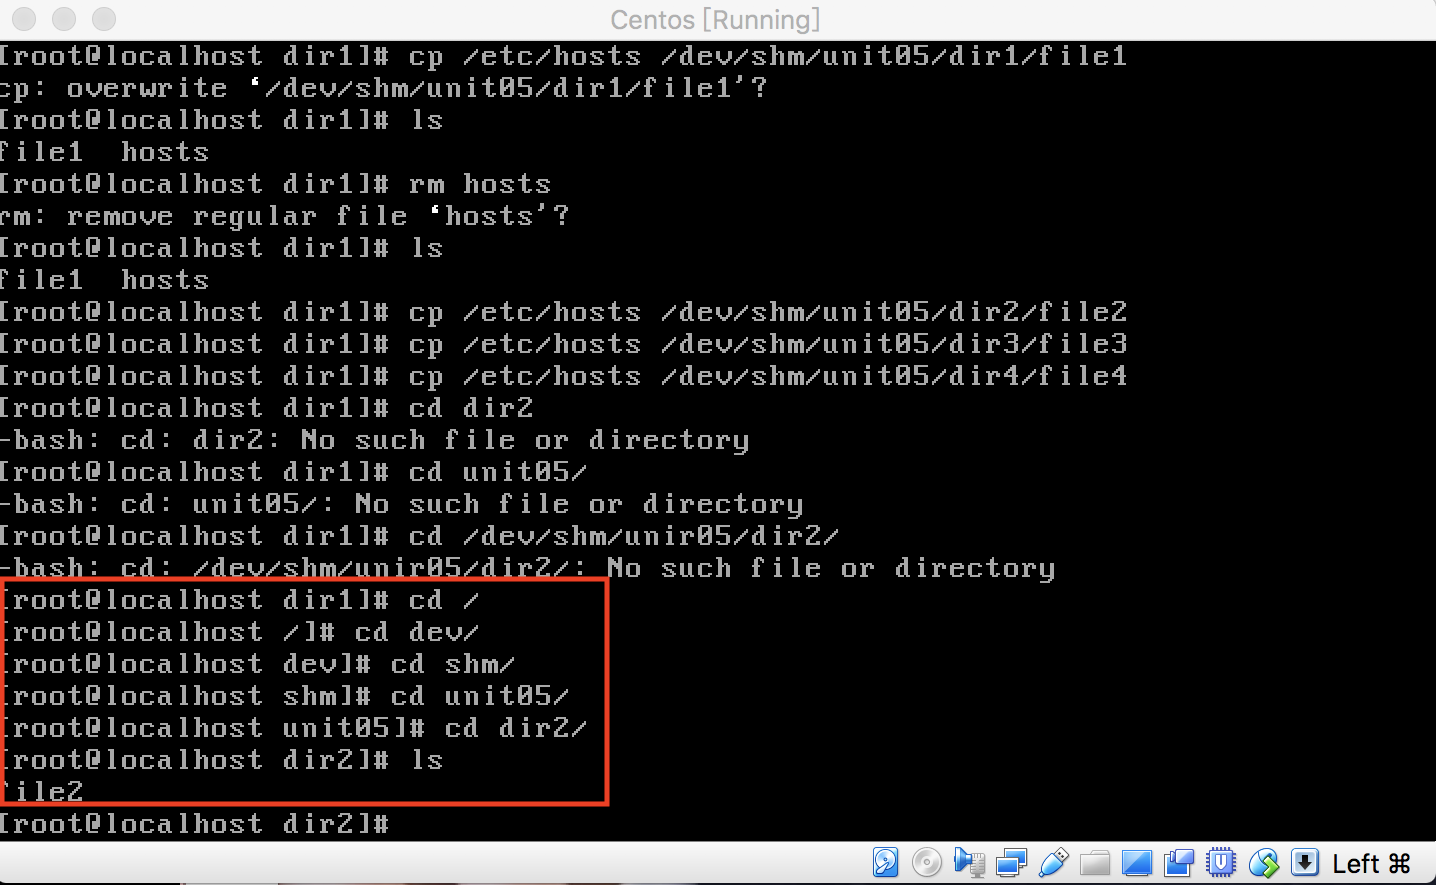 Centos [Running]
[root@localhost dir1]# cp /etc/hosts /dev/shm/unit05/dir1/file1
cp: overwrite ‘/dev/shm/unit05/dir1/file1’?
[root@localhost dir1]# ls
file1  hosts
[root@localhost dir1]# rm hosts
rm: remove regular file ‘hosts’?
[root@localhost dir1]# ls
file1  hosts
[root@localhost dir1]# cp /etc/hosts /dev/shm/unit05/dir2/file2
[root@localhost dir1]# cp /etc/hosts /dev/shm/unit05/dir3/file3
[root@localhost dir1]# cp /etc/hosts /dev/shm/unit05/dir4/file4
[root@localhost dir1]# cd dir2
-bash: cd: dir2: No such file or directory
[root@localhost dir1]# cd unit05/
-bash: cd: unit05/: No such file or directory
[root@localhost dir1]# cd /dev/shm/unir05/dir2/
-bash: cd: /dev/shm/unir05/dir2/: No such file or directory
[root@localhost dir1]# cd /
[root@localhost /]# cd dev/
[root@localhost dev]# cd shm/
[root@localhost shm]# cd unit05/
[root@localhost unit05]# cd dir2/
[root@localhost dir2]# ls
file2
[root@localhost dir2]#
Left ⌘